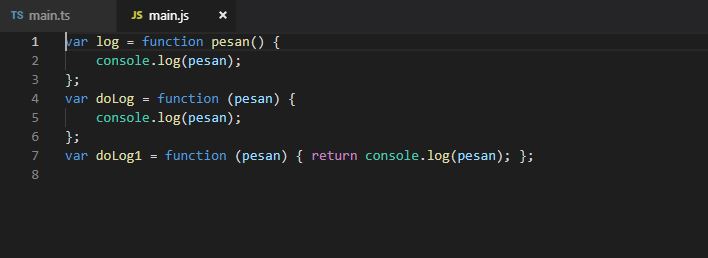 TS main.ts JS main.js ×
1 var log = function pesan() {
2     console.log(pesan);
3 };
4 var doLog = function (pesan) {
5     console.log(pesan);
6 };
7 var doLog1 = function (pesan) { return console.log(pesan); };
8